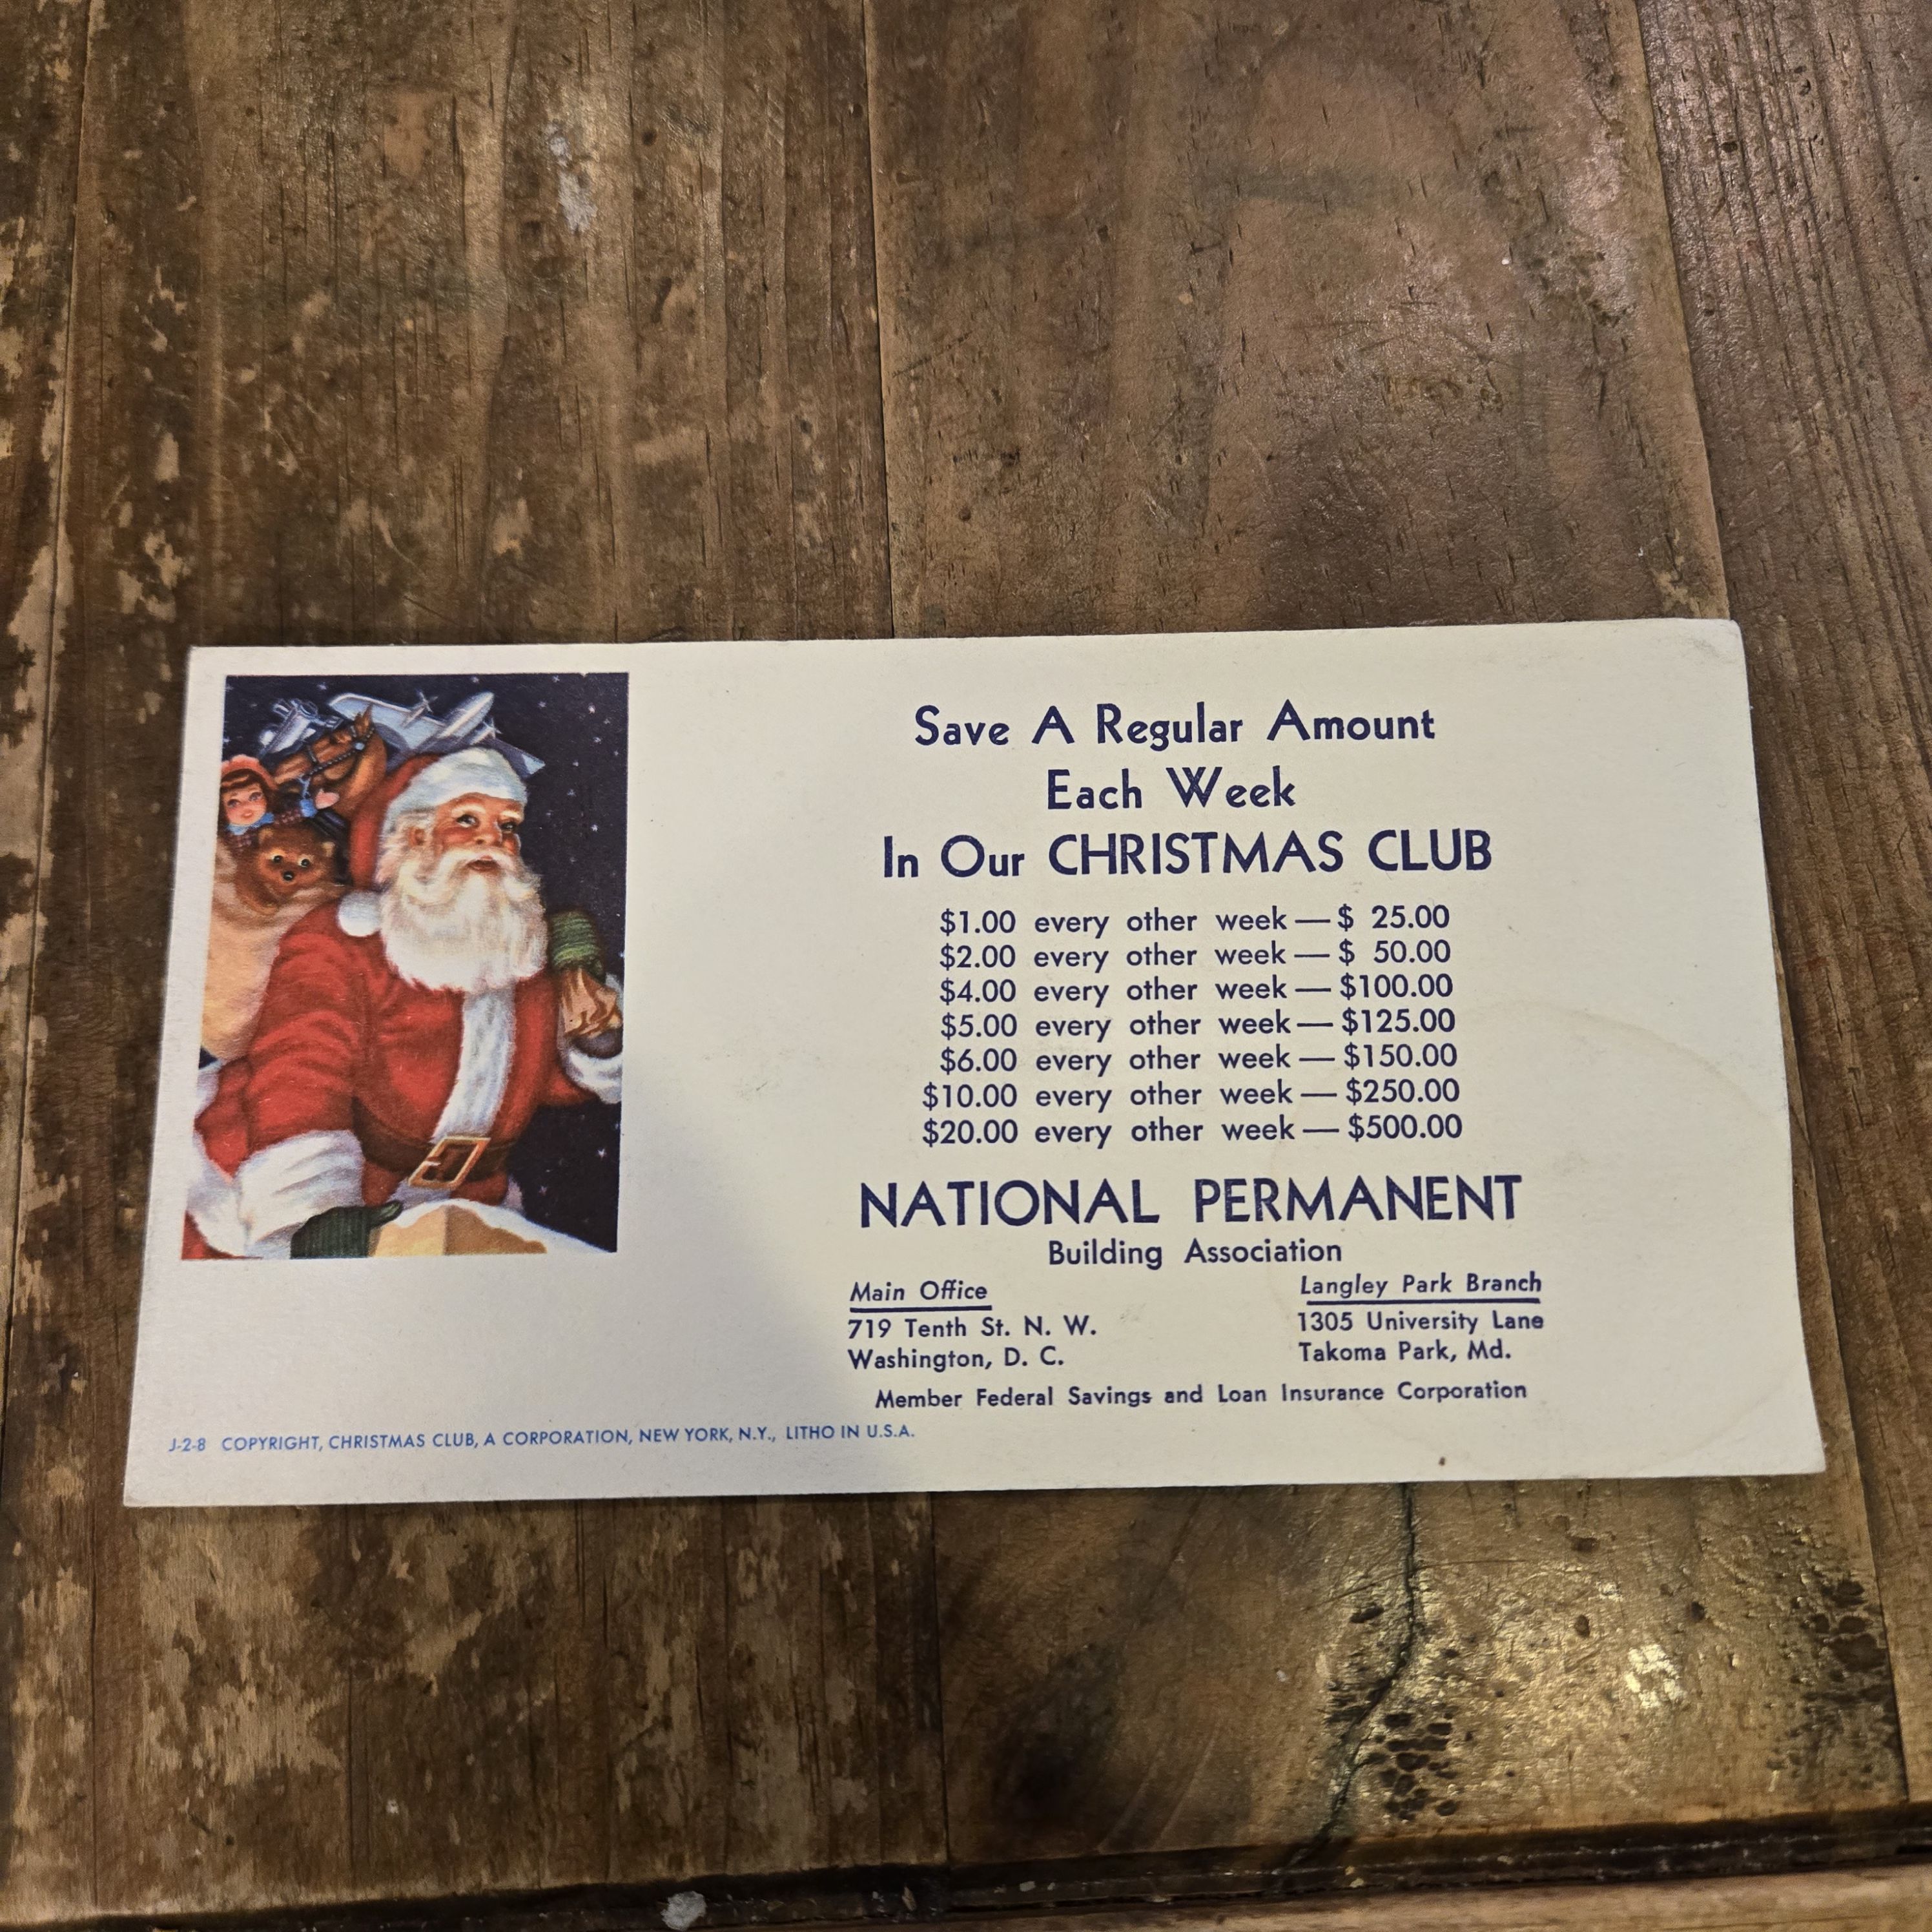 Save A Regular Amount
Each Week
In Our CHRISTMAS CLUB
$1.00 every other week — $ 25.00
$2.00 every other week — $ 50.00
$4.00 every other week — $100.00
$5.00 every other week — $125.00
$6.00 every other week — $150.00
$10.00 every other week — $250.00
$20.00 every other week — $500.00
NATIONAL PERMANENT
Building Association
Main Office
719 Tenth St. N. W.
Washington, D. C.
Langley Park Branch
1305 University Lane
Takoma Park, Md.
Member Federal Savings and Loan Insurance Corporation
J-2-8 COPYRIGHT, CHRISTMAS CLUB, A CORPORATION, NEW YORK, N.Y., LITHO IN U.S.A.